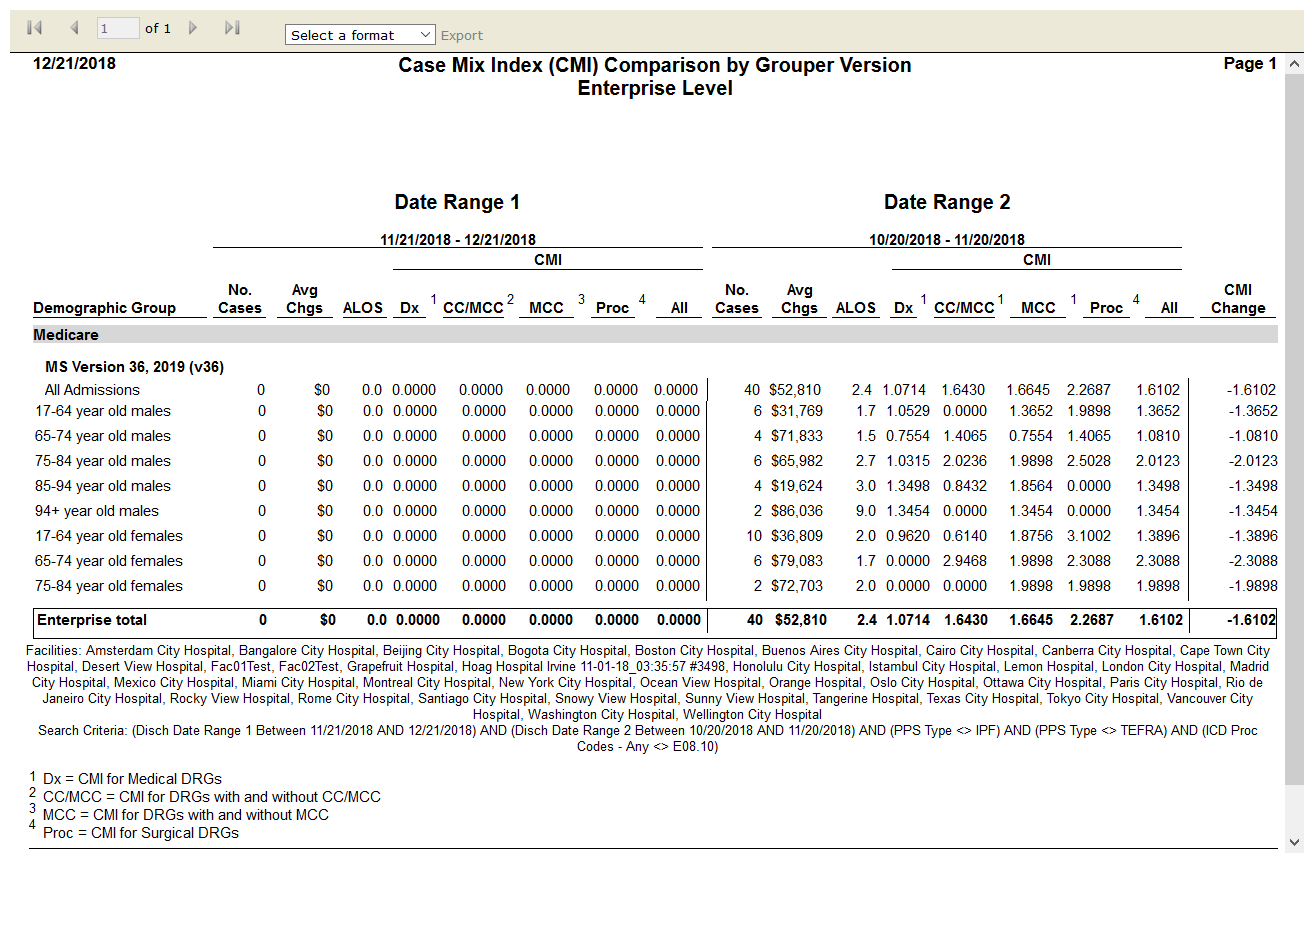 1 of 1 Select a format Export
12/21/2018 Case Mix Index (CMI) Comparison by Grouper Version Page 1
Enterprise Level
Date Range 1 Date Range 2
11/21/2018 - 12/21/2018 10/20/2018 - 11/20/2018
CMI CMI
No. Avg No. Avg CMI
Demographic Group Cases Chgs ALOS Dx 1 CC/MCC 2 MCC 3 Proc 4 All Cases Chgs ALOS Dx 1 CC/MCC 1 MCC 1 Proc 4 All Change
Medicare
MS Version 36, 2019 (v36)
All Admissions 0 $0 0.0 0.0000 0.0000 0.0000 0.0000 0.0000 40 $52,810 2.4 1.0714 1.6430 1.6645 2.2687 1.6102 -1.6102
17-64 year old males 0 $0 0.0 0.0000 0.0000 0.0000 0.0000 0.0000 6 $31,769 1.7 1.0529 0.0000 1.3652 1.9898 1.3652 -1.3652
65-74 year old males 0 $0 0.0 0.0000 0.0000 0.0000 0.0000 0.0000 4 $71,833 1.5 0.7554 1.4065 0.7554 1.4065 1.0810 -1.0810
75-84 year old males 0 $0 0.0 0.0000 0.0000 0.0000 0.0000 0.0000 6 $65,982 2.7 1.0315 2.0236 1.9898 2.5028 2.0123 -2.0123
85-94 year old males 0 $0 0.0 0.0000 0.0000 0.0000 0.0000 0.0000 4 $19,624 3.0 1.3498 0.8432 1.8564 0.0000 1.3498 -1.3498
94+ year old males 0 $0 0.0 0.0000 0.0000 0.0000 0.0000 0.0000 2 $86,036 9.0 1.3454 0.0000 1.3454 0.0000 1.3454 -1.3454
17-64 year old females 0 $0 0.0 0.0000 0.0000 0.0000 0.0000 0.0000 10 $36,809 2.0 0.9620 0.6140 1.8756 3.1002 1.3896 -1.3896
65-74 year old females 0 $0 0.0 0.0000 0.0000 0.0000 0.0000 0.0000 6 $79,083 1.7 0.0000 2.9468 1.9898 2.3088 2.3088 -2.3088
75-84 year old females 0 $0 0.0 0.0000 0.0000 0.0000 0.0000 0.0000 2 $72,703 2.0 0.0000 0.0000 1.9898 1.9898 1.9898 -1.9898
Enterprise total 0 $0 0.0 0.0000 0.0000 0.0000 0.0000 0.0000 40 $52,810 2.4 1.0714 1.6430 1.6645 2.2687 1.6102 -1.6102
Facilities: Amsterdam City Hospital, Bangalore City Hospital, Beijing City Hospital, Bogota City Hospital, Boston City Hospital, Buenos Aires City Hospital, Cairo City Hospital, Canberra City Hospital, Cape Town City
Hospital, Desert View Hospital, Fac01Test, Fac02Test, Grapefruit Hospital, Hoag Hospital Irvine 11-01-18_03:35:57 #3498, Honolulu City Hospital, Istambul City Hospital, Lemon Hospital, London City Hospital, Madrid
City Hospital, Mexico City Hospital, Miami City Hospital, Montreal City Hospital, New York City Hospital, Ocean View Hospital, Orange Hospital, Oslo City Hospital, Ottawa City Hospital, Paris City Hospital, Rio de
Janeiro City Hospital, Rocky View Hospital, Rome City Hospital, Santiago City Hospital, Snowy View Hospital, Sunny View Hospital, Tangerine Hospital, Texas City Hospital, Tokyo City Hospital, Vancouver City
Hospital, Washington City Hospital, Wellington City Hospital
Search Criteria: (Disch Date Range 1 Between 11/21/2018 AND 12/21/2018) AND (Disch Date Range 2 Between 10/20/2018 AND 11/20/2018) AND (PPS Type <> IPF) AND (PPS Type <> TEFRA) AND (ICD Proc
Codes - Any <> E08.10)
1 Dx = CMI for Medical DRGs
2 CC/MCC = CMI for DRGs with and without CC/MCC
3 MCC = CMI for DRGs with and without MCC
4 Proc = CMI for Surgical DRGs